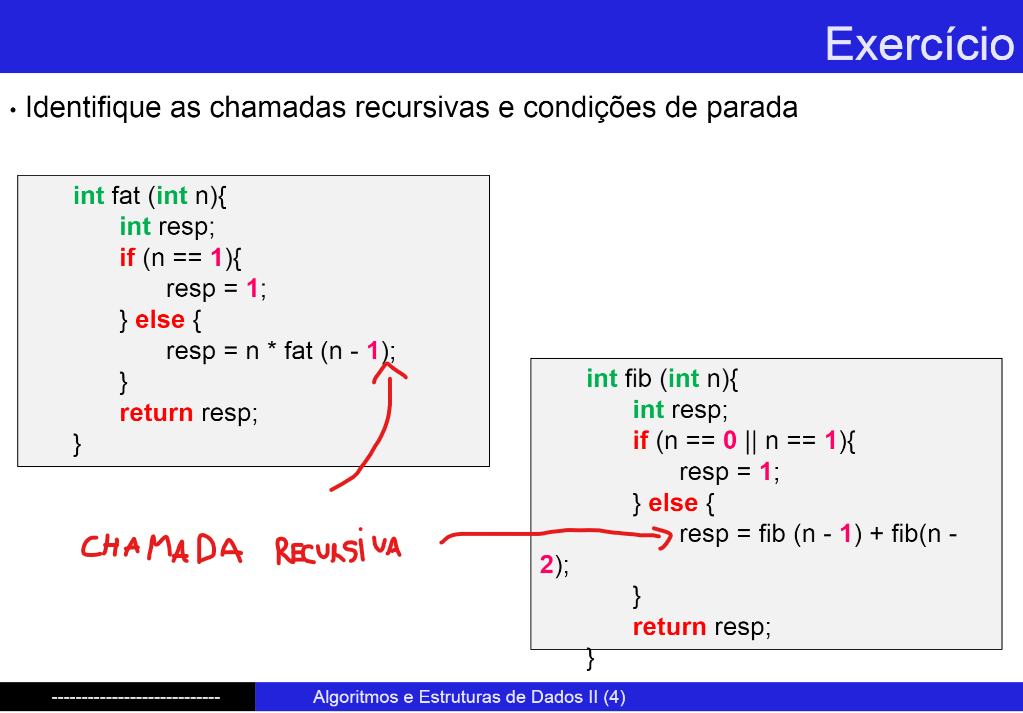 Exercício
• Identifique as chamadas recursivas e condições de parada
int fat (int n){
int resp;
if (n == 1){
resp = 1;
} else {
resp = n * fat (n - 1);
}
return resp;
}
int fib (int n){
int resp;
if (n == 0 || n == 1){
resp = 1;
} else {
resp = fib (n - 1) + fib(n -
2);
}
return resp;
}
CHAMADA RECURSIVA
----------------------------
Algoritmos e Estruturas de Dados II (4)